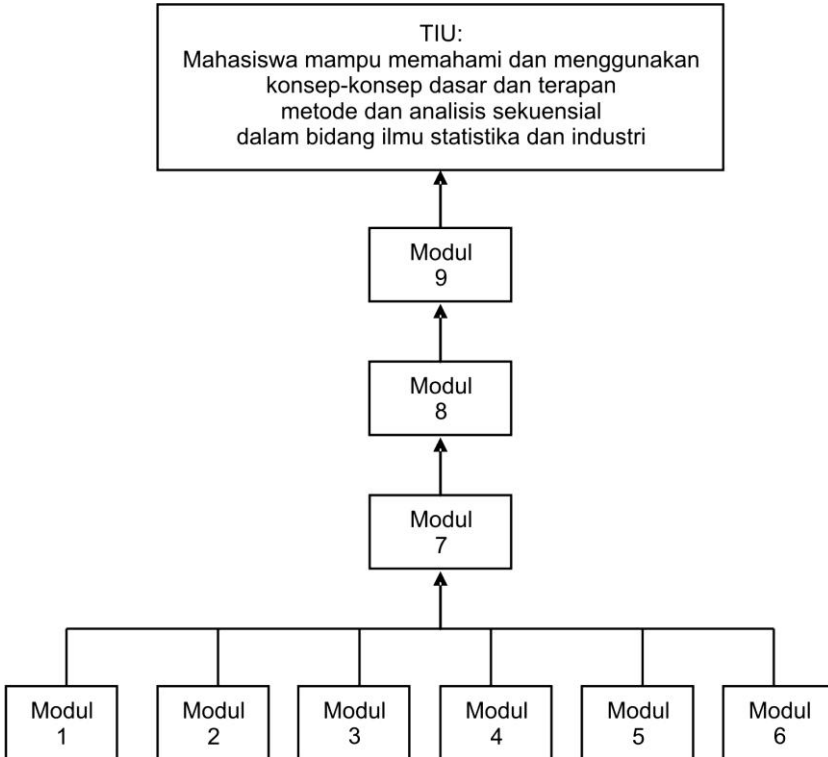 TIU:
Mahasiswa mampu memahami dan menggunakan
konsep-konsep dasar dan terapan
metode dan analisis sekuensial
dalam bidang ilmu statistika dan industri
Modul
9
Modul
8
Modul
7
Modul
1
Modul
2
Modul
3
Modul
4
Modul
5
Modul
6